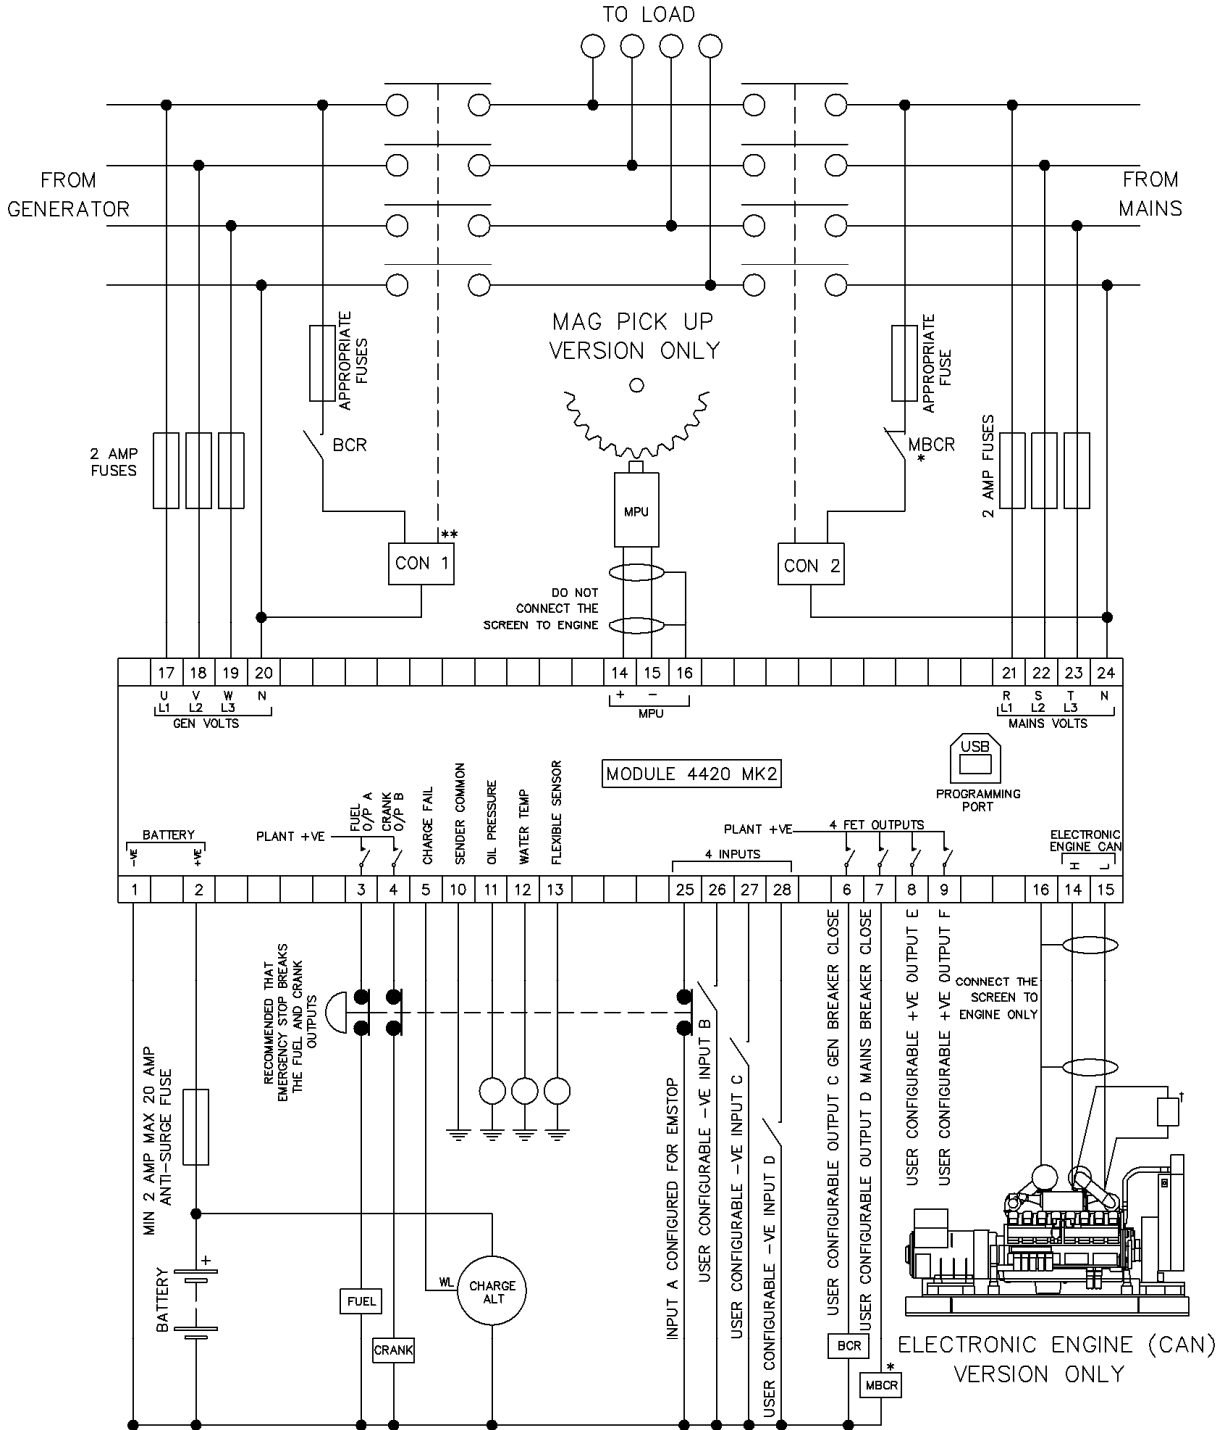 TO LOAD
FROM
GENERATOR
FROM
MAINS
MAG PICK UP
VERSION ONLY
APPROPRIATE
FUSES
APPROPRIATE
FUSE
BCR
MBCR
*
2 AMP
FUSES
2 AMP FUSES
MPU
**
CON 1
CON 2
DO NOT
CONNECT THE
SCREEN TO ENGINE
17 18 19 20 14 15 16 21 22 23 24
U V W N + − R S T N
L1 L2 L3 L1 L2 L3
GEN VOLTS
MPU
MAINS VOLTS
USB
MODULE 4420 MK2
PROGRAMMING
PORT
BATTERY
-VE
+VE
PLANT +VE
FUEL
O/P A
CRANK
O/P B
CHARGE FAIL
SENDER COMMON
OIL PRESSURE
WATER TEMP
FLEXIBLE SENSOR
4 INPUTS
PLANT +VE
4 FET OUTPUTS
ELECTRONIC
ENGINE CAN
H
L
1 2 3 4 5 10 11 12 13 25 26 27 28 6 7 8 9 16 14 15
RECOMMENDED THAT
EMERGENCY STOP BREAKS
THE FUEL AND CRANK
OUTPUTS
MIN 2 AMP MAX 20 AMP
ANTI-SURGE FUSE
BATTERY
+
FUEL
CRANK
WL
CHARGE
ALT
INPUT A CONFIGURED FOR EMSTOP
USER CONFIGURABLE -VE INPUT B
USER CONFIGURABLE -VE INPUT C
USER CONFIGURABLE -VE INPUT D
USER CONFIGURABLE OUTPUT C GEN BREAKER CLOSE
USER CONFIGURABLE OUTPUT D MAINS BREAKER CLOSE
USER CONFIGURABLE +VE OUTPUT E
USER CONFIGURABLE +VE OUTPUT F
CONNECT THE
SCREEN TO
ENGINE ONLY
†
BCR
*
MBCR
ELECTRONIC ENGINE (CAN)
VERSION ONLY